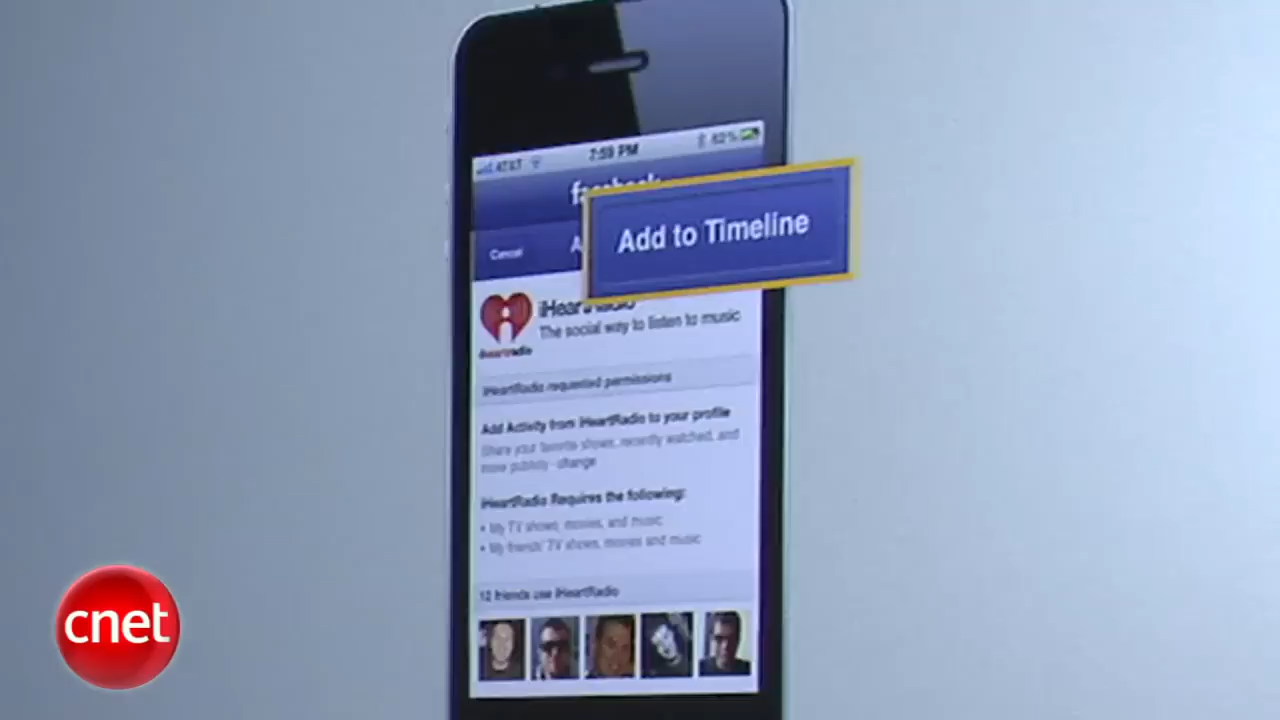 AT&T 7:59 PM 82%
facebook
Cancel
Add to Timeline
iHeartRadio
The social way to listen to music
iheartradio
iHeartRadio requested permissions
Add Activity from iHeartRadio to your profile
Share your favorite shows, recently watched, and
more publicly · change
iHeartRadio Requires the following:
• My TV shows, movies, and music
• My friends' TV shows, movies and music
12 friends use iHeartRadio
cnet